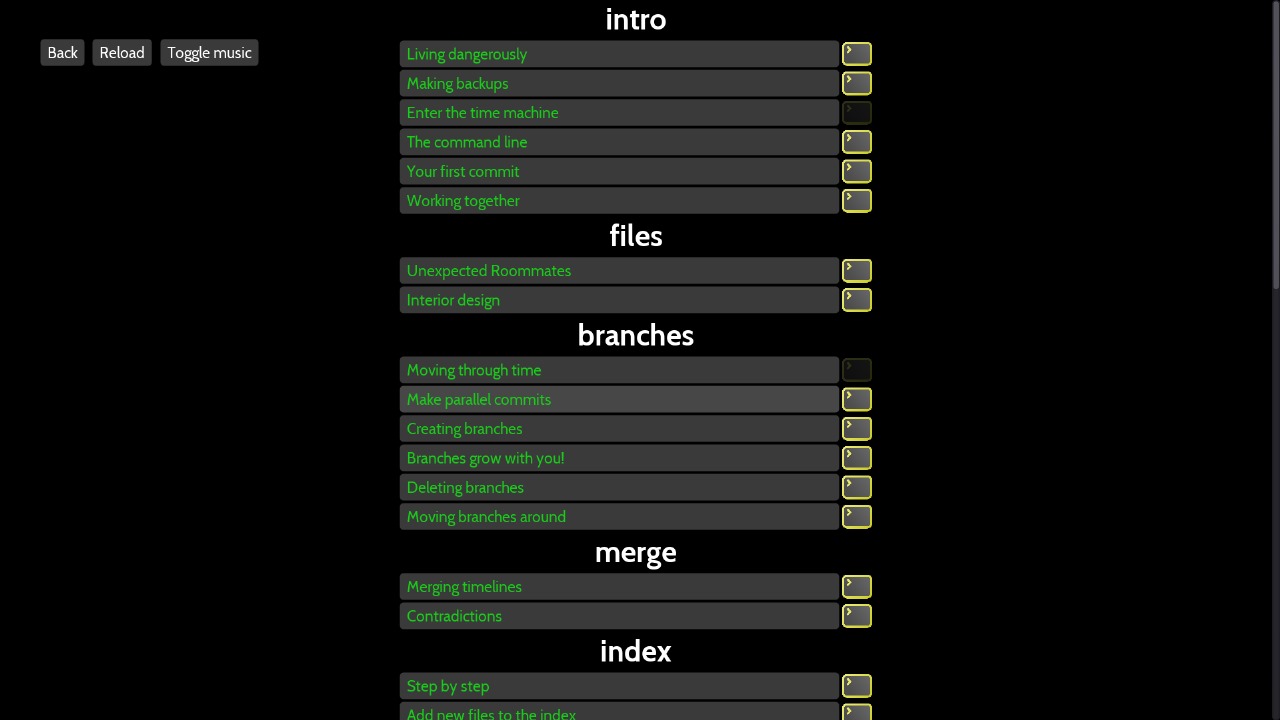 intro
Back Reload Toggle music
Living dangerously
Making backups
Enter the time machine
The command line
Your first commit
Working together
files
Unexpected Roommates
Interior design
branches
Moving through time
Make parallel commits
Creating branches
Branches grow with you!
Deleting branches
Moving branches around
merge
Merging timelines
Contradictions
index
Step by step
Add new files to the index